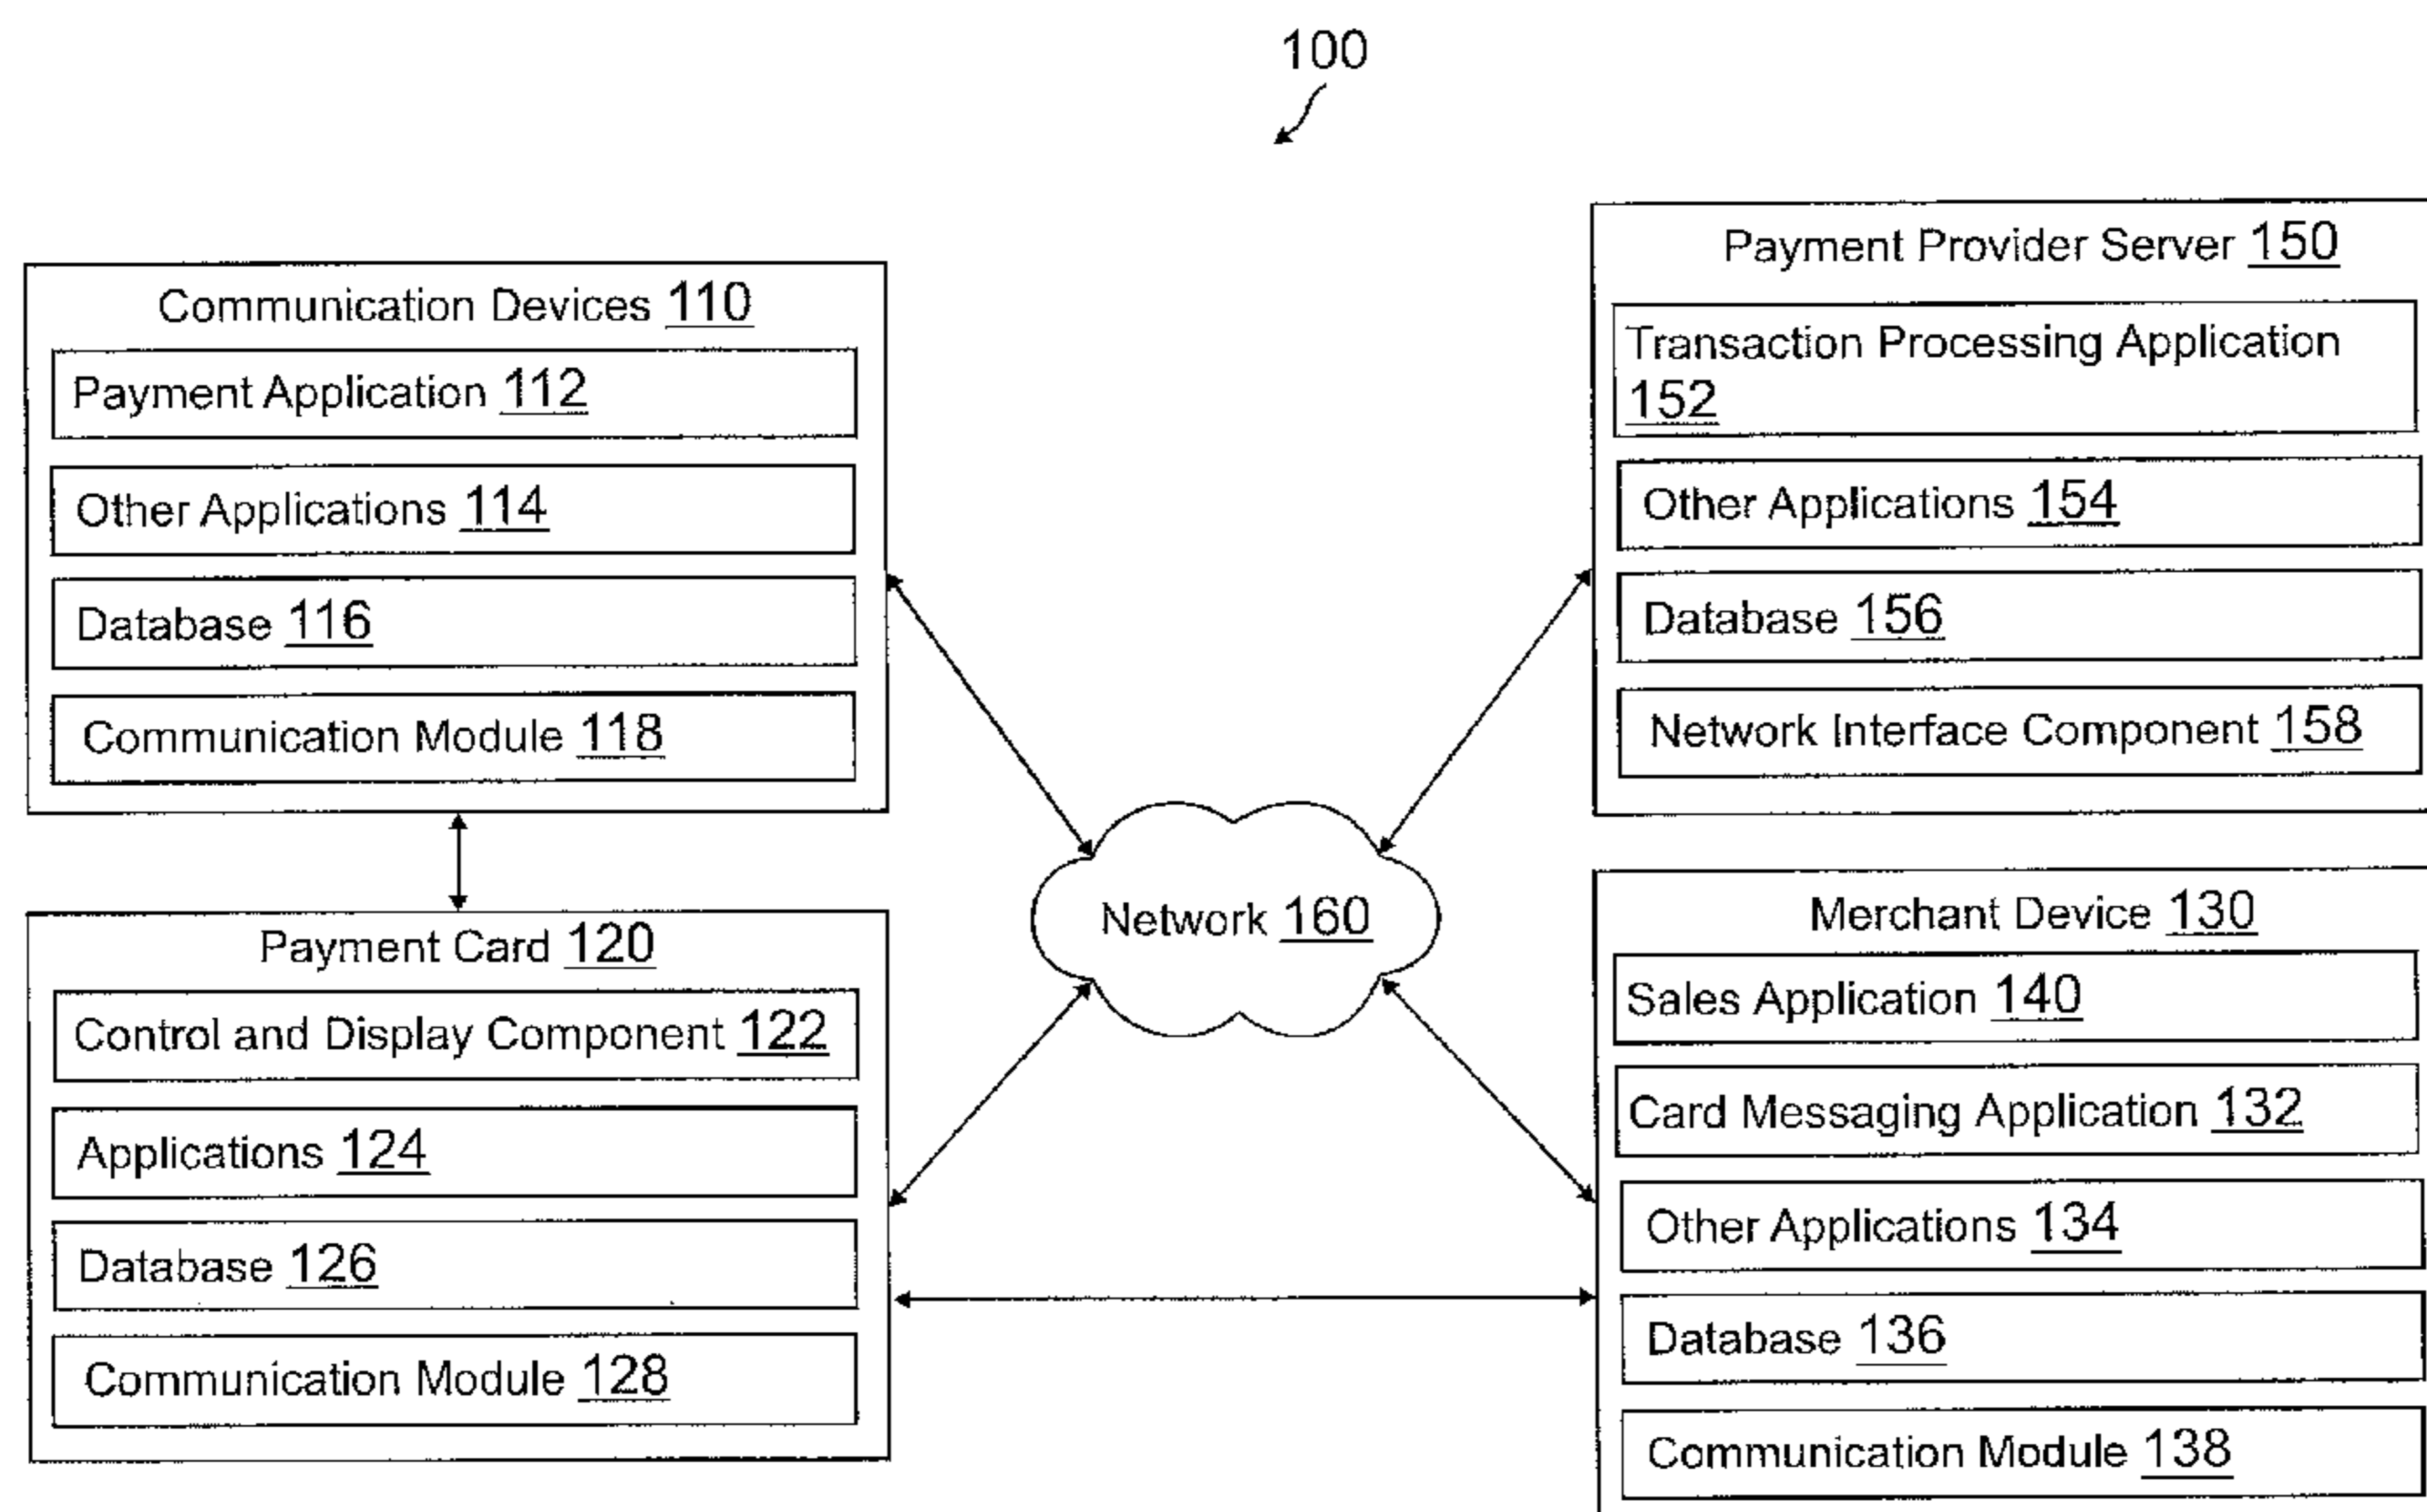 100
Communication Devices 110
Payment Application 112
Other Applications 114
Database 116
Communication Module 118
Payment Provider Server 150
Transaction Processing Application
152
Other Applications 154
Database 156
Network Interface Component 158
Network 160
Payment Card 120
Control and Display Component 122
Applications 124
Database 126
Communication Module 128
Merchant Device 130
Sales Application 140
Card Messaging Application 132
Other Applications 134
Database 136
Communication Module 138